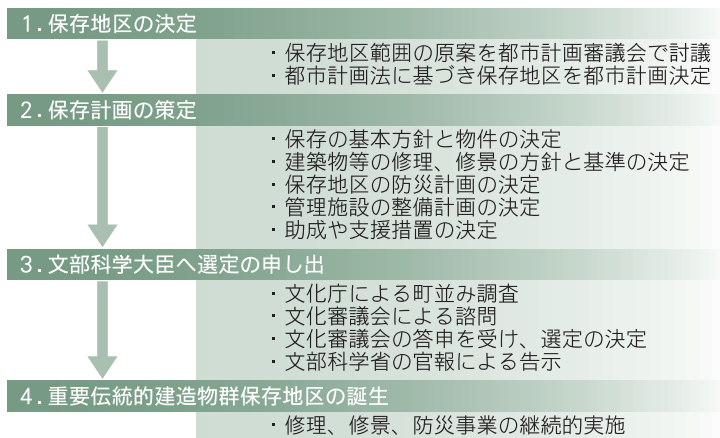 1. 保存地区の決定
・保存地区範囲の原案を都市計画審議会で討議
・都市計画法に基づき保存地区を都市計画決定
2. 保存計画の策定
・保存の基本方針と物件の決定
・建築物等の修理、修景の方針と基準の決定
・保存地区の防災計画の決定
・管理施設の整備計画の決定
・助成や支援措置の決定
3. 文部科学大臣へ選定の申し出
・文化庁による町並み調査
・文化審議会による諮問
・文化審議会の答申を受け、選定の決定
・文部科学省の官報による告示
4. 重要伝統的建造物群保存地区の誕生
・修理、修景、防災事業の継続的実施